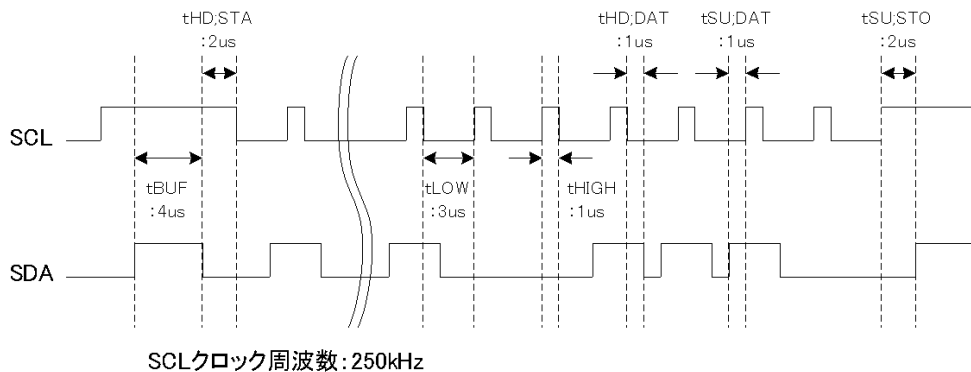 tHD;STA
:2us
tHD;DAT
:1us
tSU;DAT
:1us
tSU;STO
:2us
SCL
tBUF
:4us
tLOW
:3us
tHIGH
:1us
SDA
SCLクロック周波数:250kHz